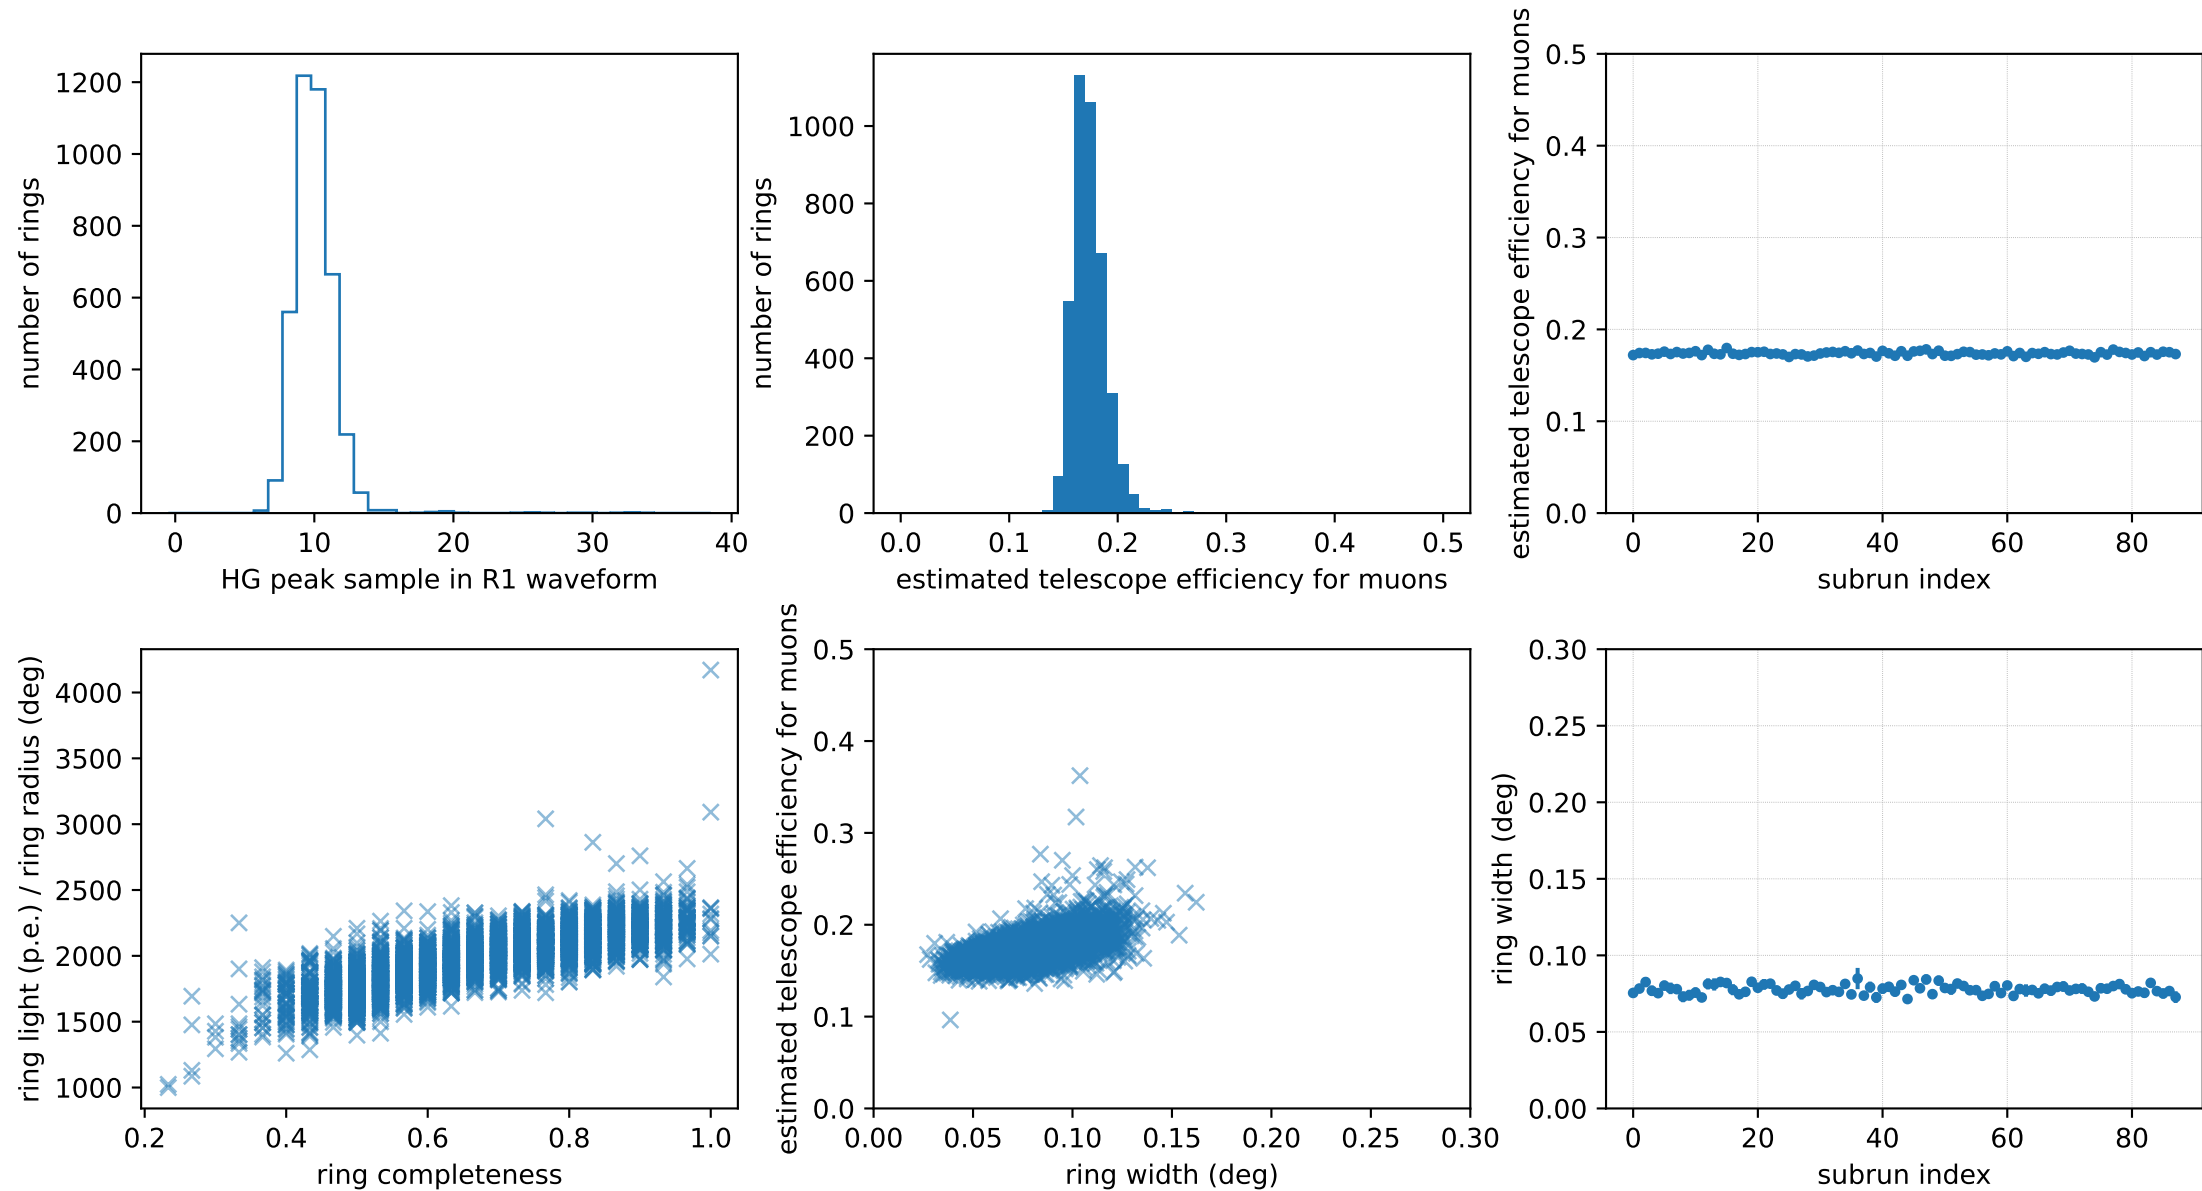 number of rings
1200
1000
800
600
400
200
0
0 10 20 30 40
HG peak sample in R1 waveform
number of rings
1000
800
600
400
200
0
0.0 0.1 0.2 0.3 0.4 0.5
estimated telescope efficiency for muons
estimated telescope efficiency for muons
0.5
0.4
0.3
0.2
0.1
0.0
0 20 40 60 80
subrun index
ring light (p.e.) / ring radius (deg)
4000
3500
3000
2500
2000
1500
1000
0.2 0.4 0.6 0.8 1.0
ring completeness
estimated telescope efficiency for muons
0.5
0.4
0.3
0.2
0.1
0.0
0.00 0.05 0.10 0.15 0.20 0.25 0.30
ring width (deg)
ring width (deg)
0.30
0.25
0.20
0.15
0.10
0.05
0.00
0 20 40 60 80
subrun index